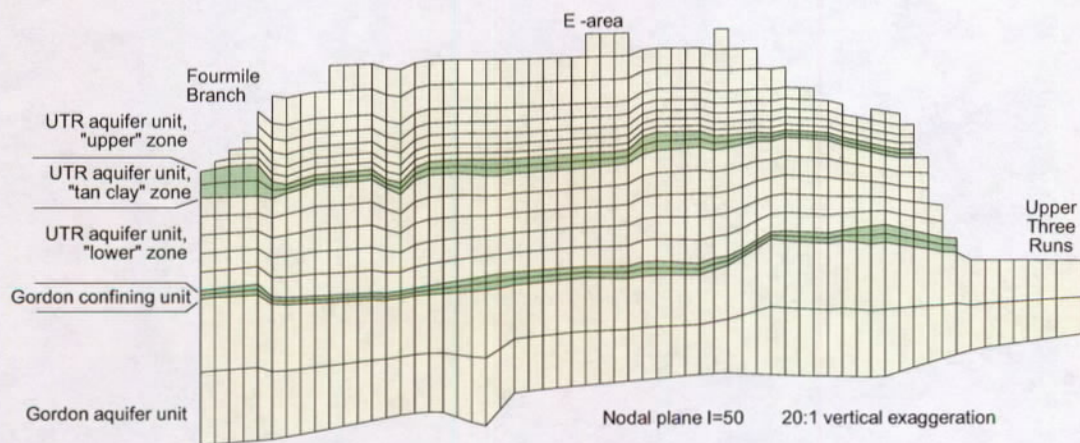 E -area
Fourmile
Branch
UTR aquifer unit,
"upper" zone
UTR aquifer unit,
"tan clay" zone
UTR aquifer unit,
"lower" zone
Gordon confining unit
Gordon aquifer unit
Upper
Three
Runs
Nodal plane I=50 20:1 vertical exaggeration